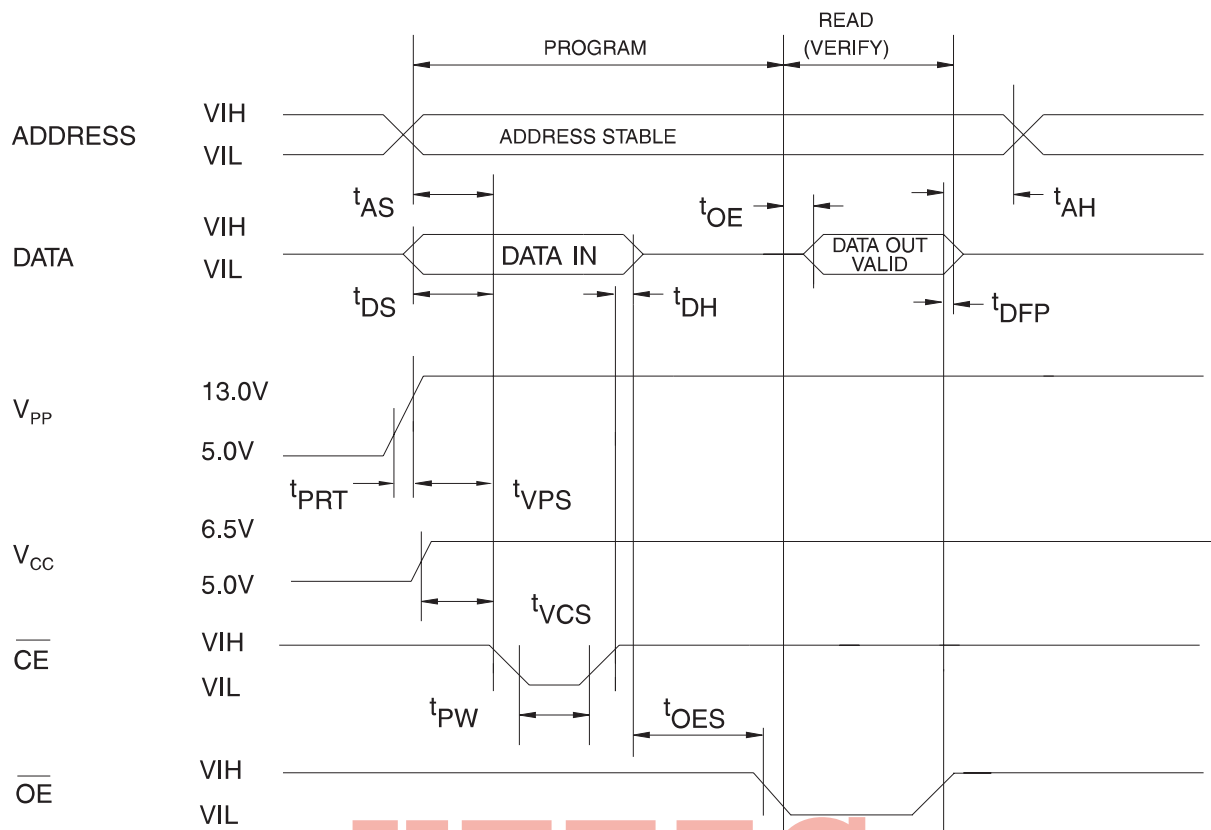 READ
PROGRAM
(VERIFY)
ADDRESS
VIH
VIL
ADDRESS STABLE
tAS
tOE
tAH
DATA
VIH
VIL
DATA IN
DATA OUT
VALID
tDS
tDH
tDFP
VPP
13.0V
5.0V
tPRT
tVPS
VCC
6.5V
5.0V
tVCS
CE
VIH
VIL
tPW
tOES
OE
VIH
VIL